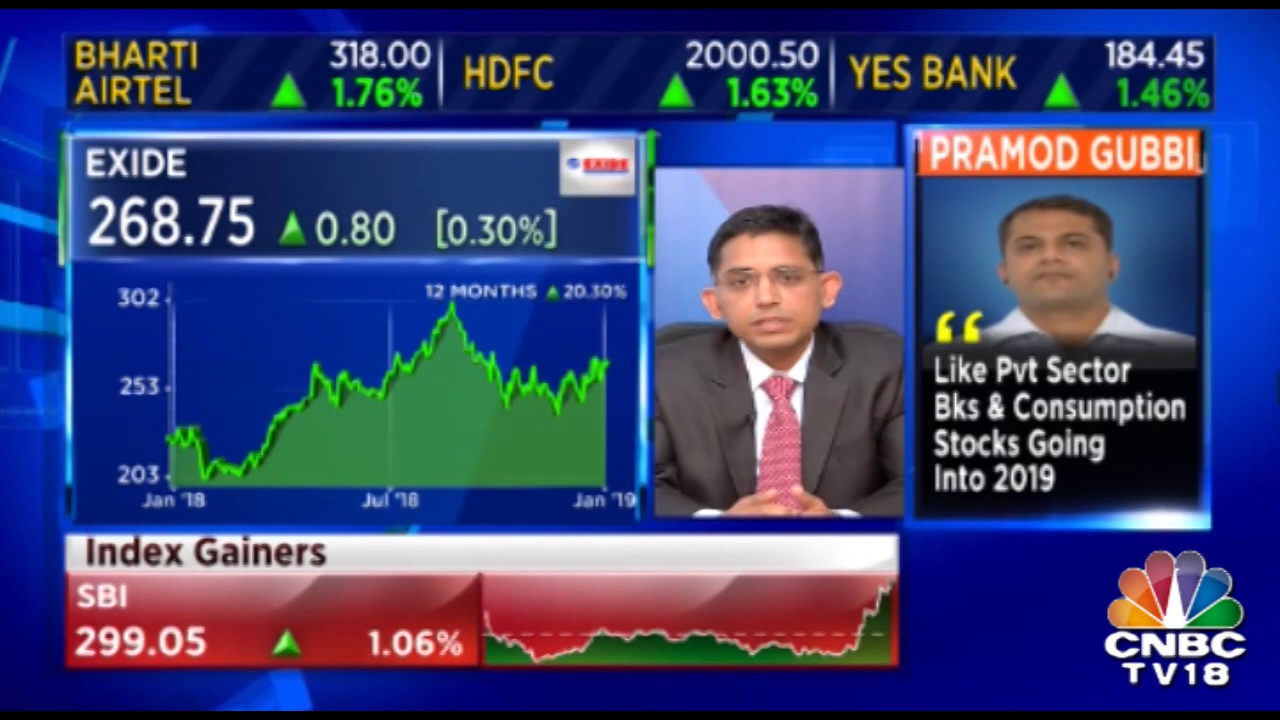 BHARTI AIRTEL 318.00 ▲ 1.76%
HDFC 2000.50 ▲ 1.63%
YES BANK 184.45 ▲ 1.46%
EXIDE
EXIDE
268.75 ▲ 0.80 [0.30%]
12 MONTHS ▲ 20.30%
302
253
203
Jan '18 Jul '18 Jan '19
PRAMOD GUBBI,
“
Like Pvt Sector
Bks & Consumption
Stocks Going
Into 2019
Index Gainers
SBI
299.05 ▲ 1.06%
CNBC
TV18